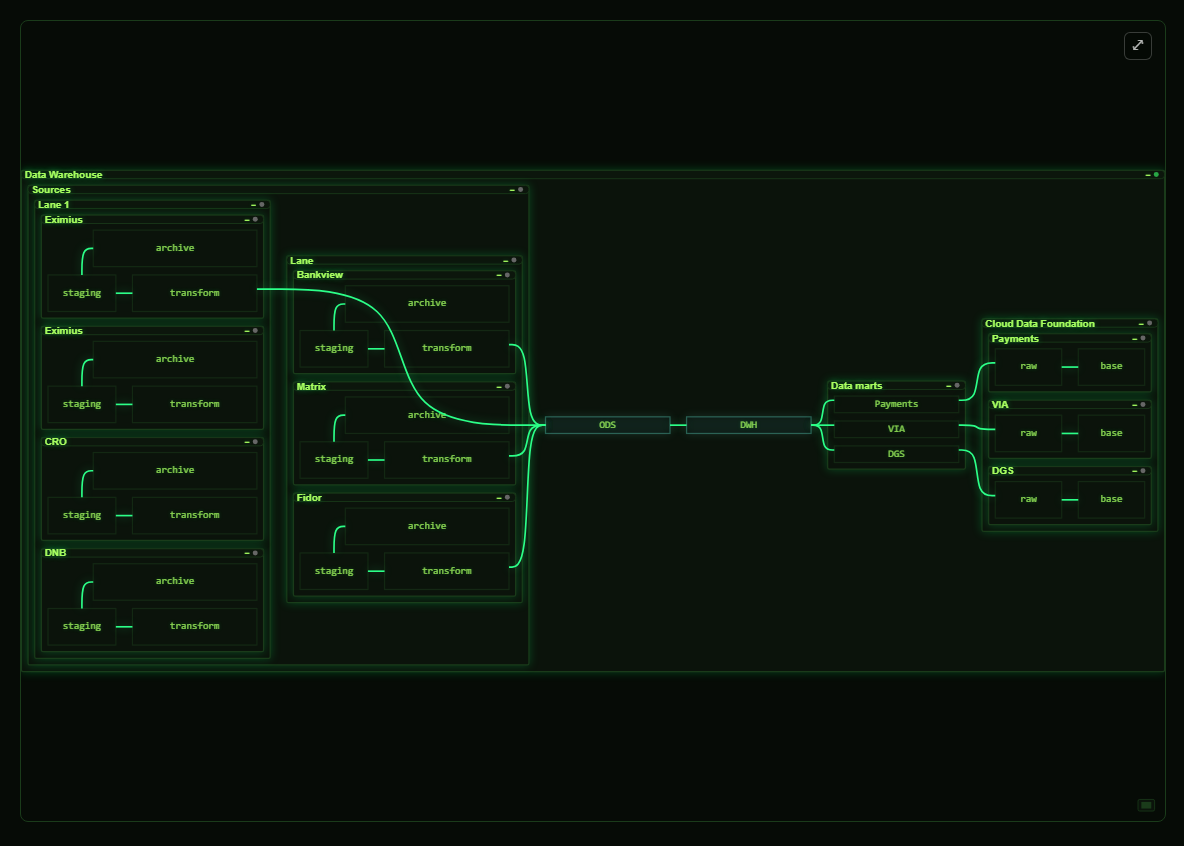 Data Warehouse
Sources
Lane 1
Eximius
archive
staging
transform
Eximius
archive
staging
transform
CRO
archive
staging
transform
DNB
archive
staging
transform
Lane
Bankview
archive
staging
transform
Matrix
archive
staging
transform
Fidor
archive
staging
transform
ODS
DWH
Data marts
Payments
VIA
DGS
Cloud Data Foundation
Payments
raw
base
VIA
raw
base
DGS
raw
base